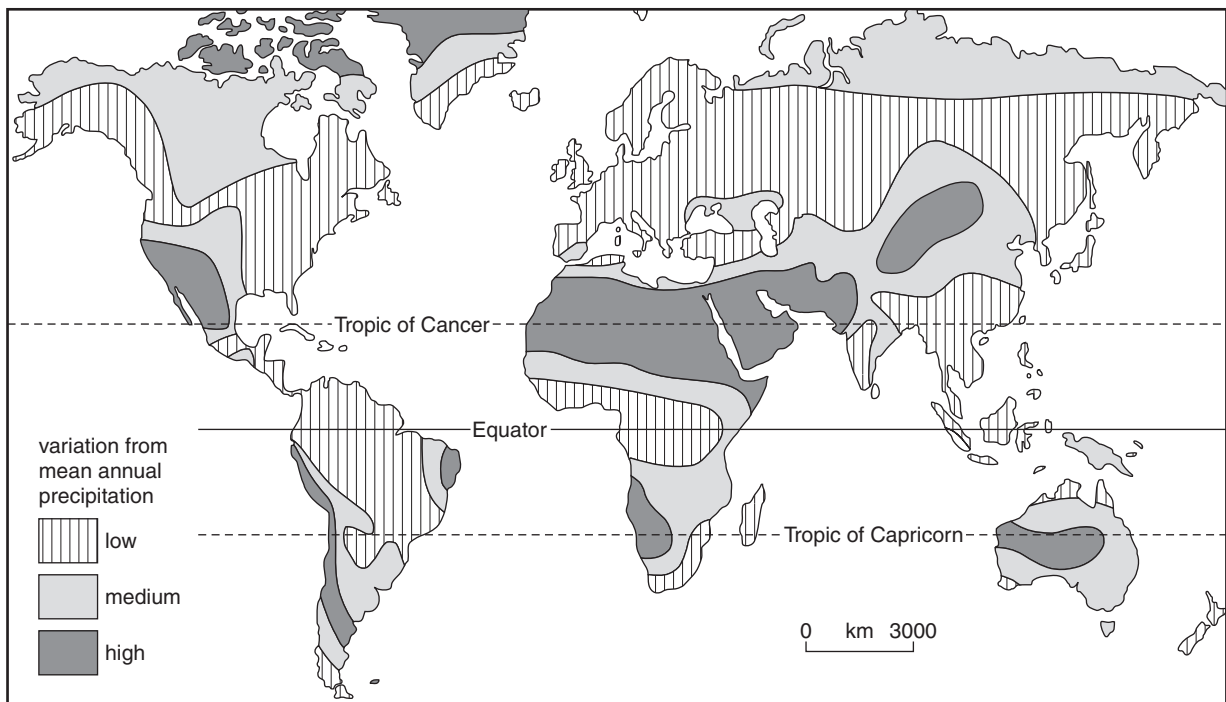 Tropic of Cancer
Equator
variation from
mean annual
precipitation
low
medium
high
Tropic of Capricorn
0 km 3000